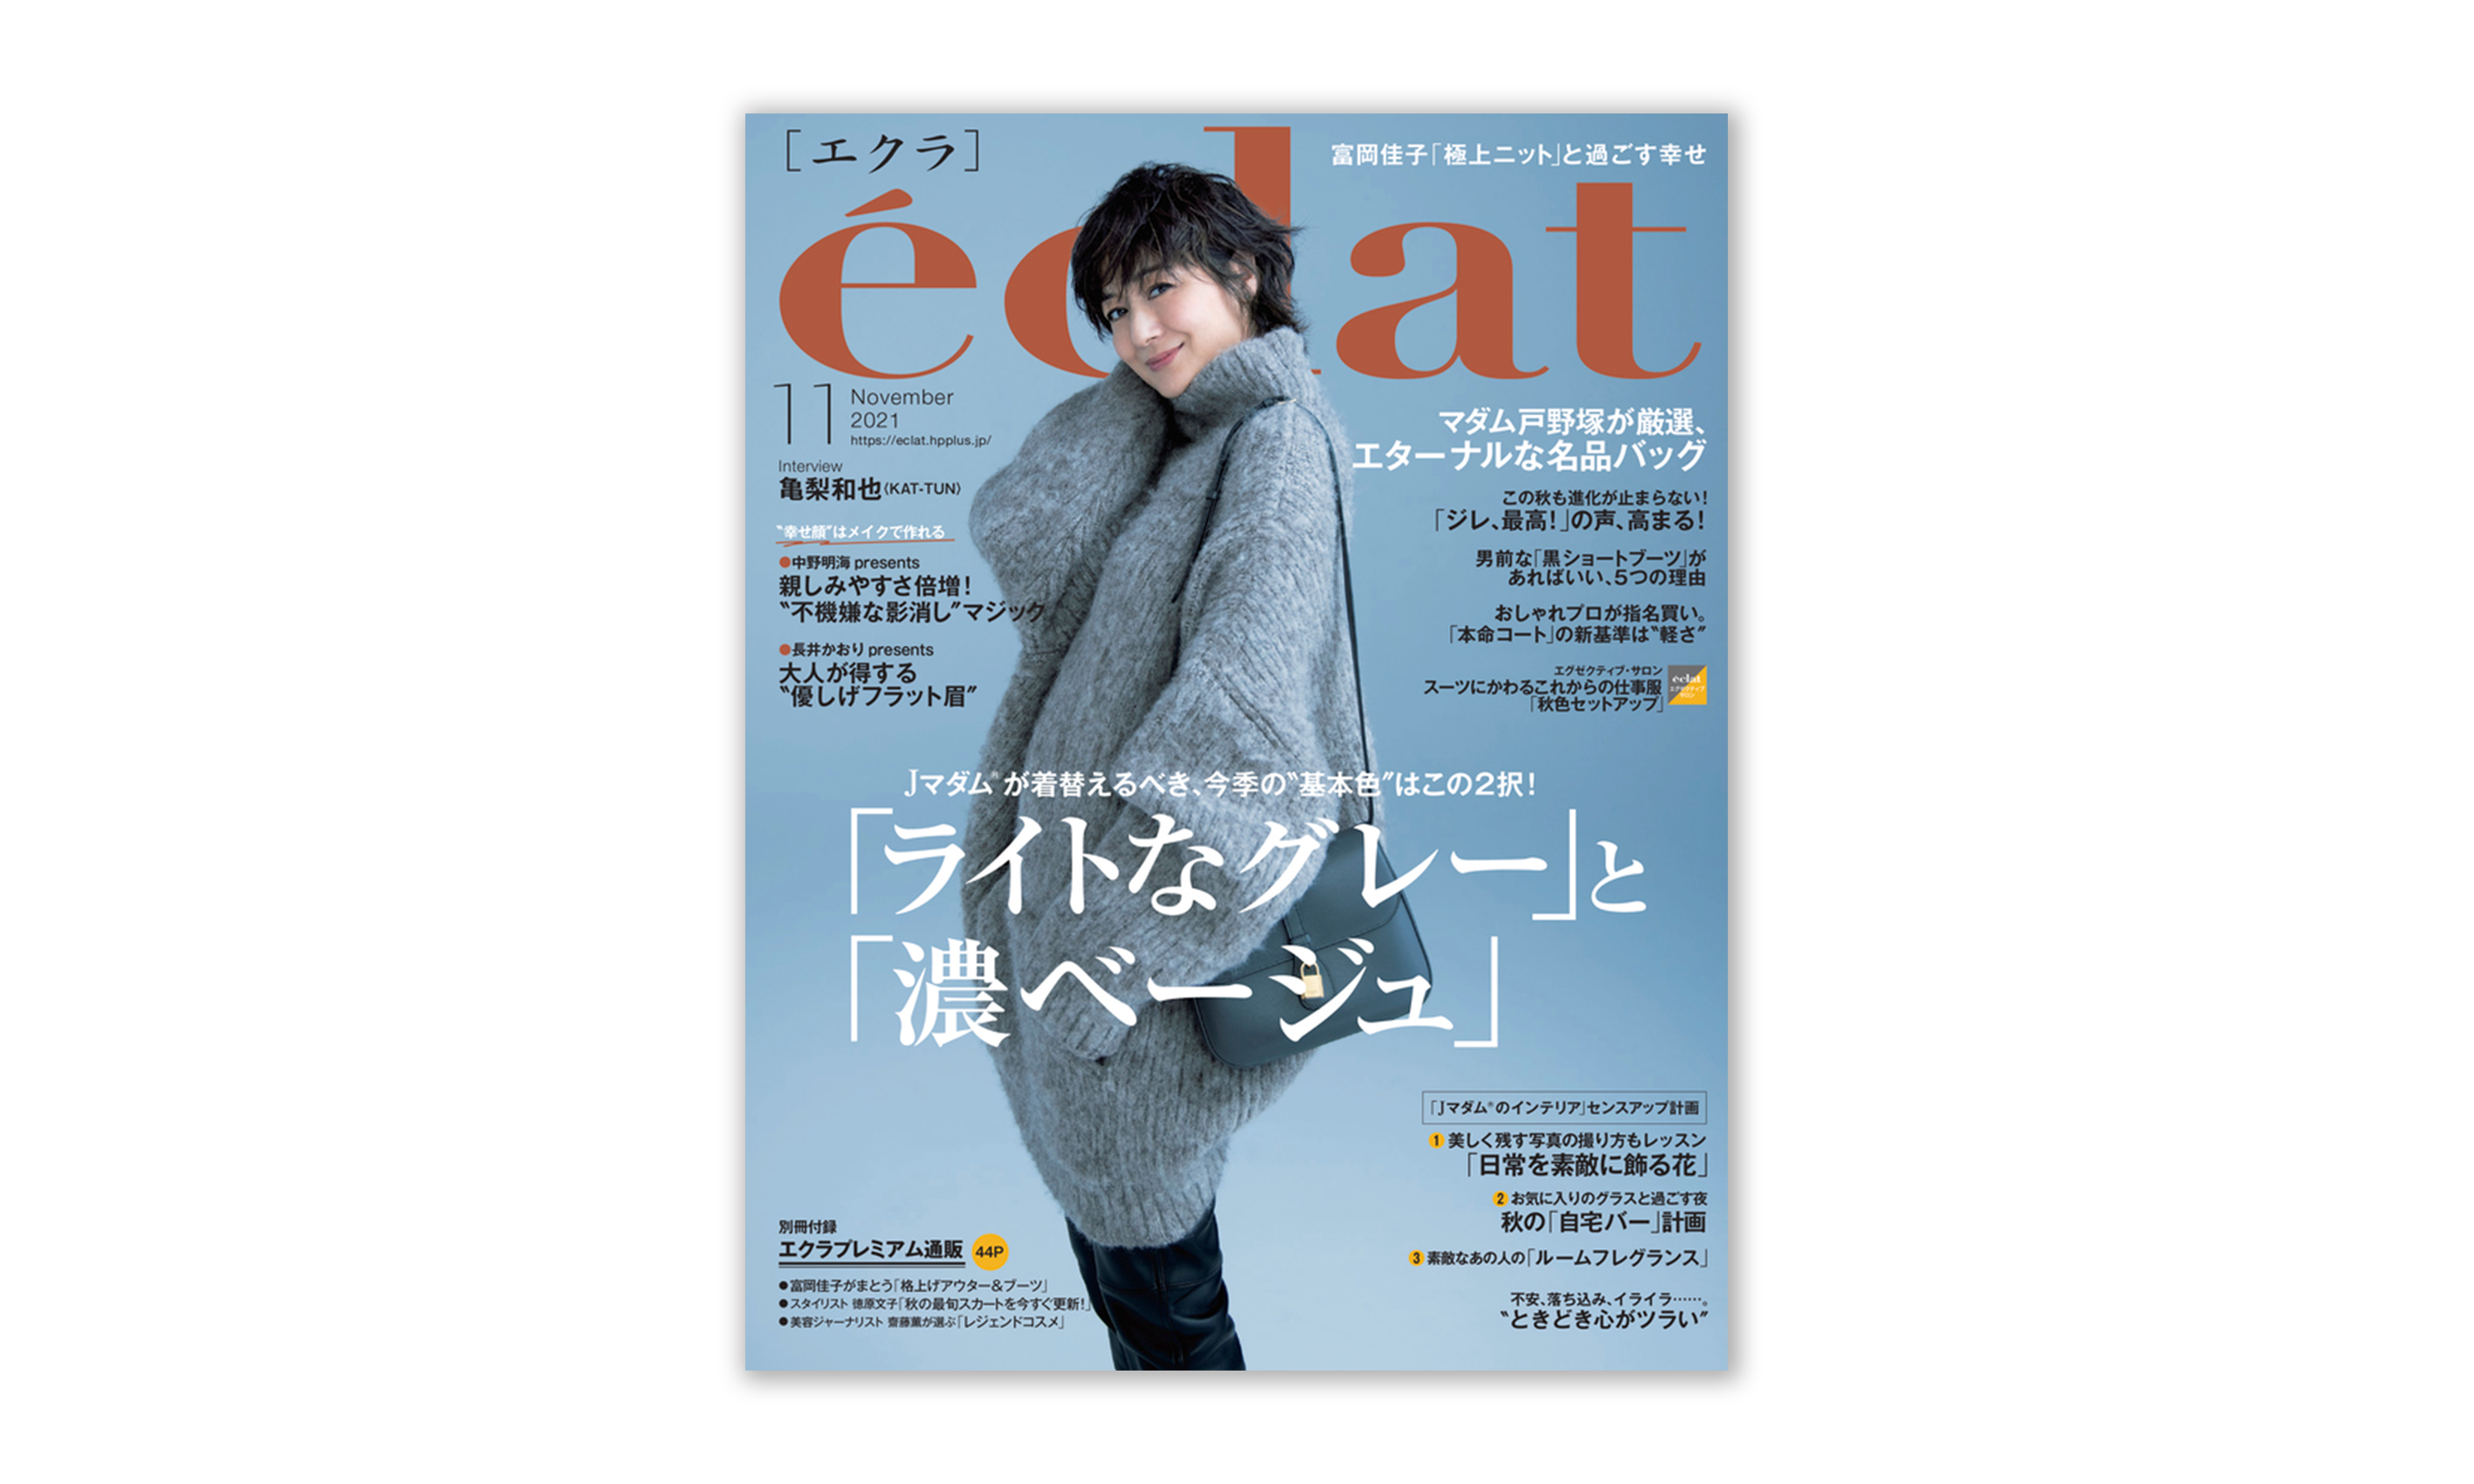 ［エクラ］
富岡佳子「極上ニット」と過ごす幸せ
éclat
11
November
2021
https://eclat.hpplus.jp/
Interview
亀梨和也〈KAT-TUN〉
〝幸せ顔〟はメイクで作れる
●中野明海 presents
親しみやすさ倍増！
〝不機嫌な影消し〟マジック
●長井かおり presents
大人が得する
〝優しげフラット眉〟
マダム戸野塚が厳選、
エターナルな名品バッグ
この秋も進化が止まらない！
「ジレ、最高！」の声、高まる！
男前な「黒ショートブーツ」が
あればいい、5つの理由
おしゃれプロが指名買い。
「本命コート」の新基準は〝軽さ〟
エグゼクティブ・サロン
スーツにかわるこれからの仕事服
「秋色セットアップ」
éclat
エグゼクティブ
サロン
Jマダム®が着替えるべき、今季の〝基本色〟はこの2択！
「ライトなグレー」と
「濃ベージュ」
「Jマダム®のインテリア」センスアップ計画
1 美しく残す写真の撮り方もレッスン
「日常を素敵に飾る花」
2 お気に入りのグラスと過ごす夜
秋の「自宅バー」計画
3 素敵なあの人の「ルームフレグランス」
不安、落ち込み、イライラ……。
〝ときどき心がツラい〟
別冊付録
エクラプレミアム通販 44P
●富岡佳子がまとう「格上げアウター＆ブーツ」
●スタイリスト 徳原文子「秋の最旬スカートを今すぐ更新！」
●美容ジャーナリスト 齋藤薫が選ぶ「レジェンドコスメ」